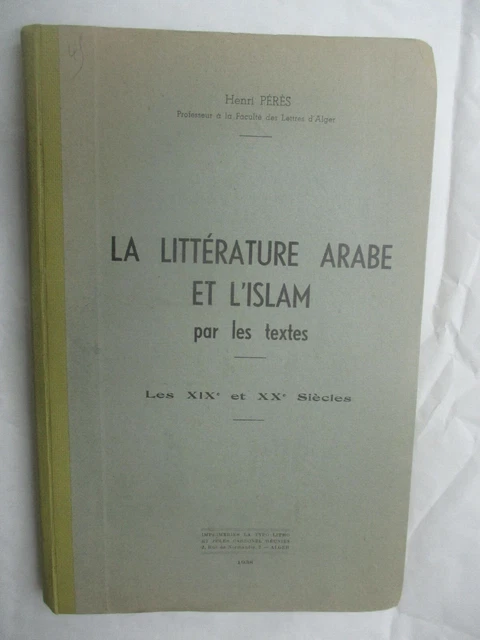 Henri PÉRÈS
Professeur à la Faculté des Lettres d'Alger
LA LITTÉRATURE ARABE
ET L'ISLAM
par les textes
Les XIXᵉ et XXᵉ Siècles